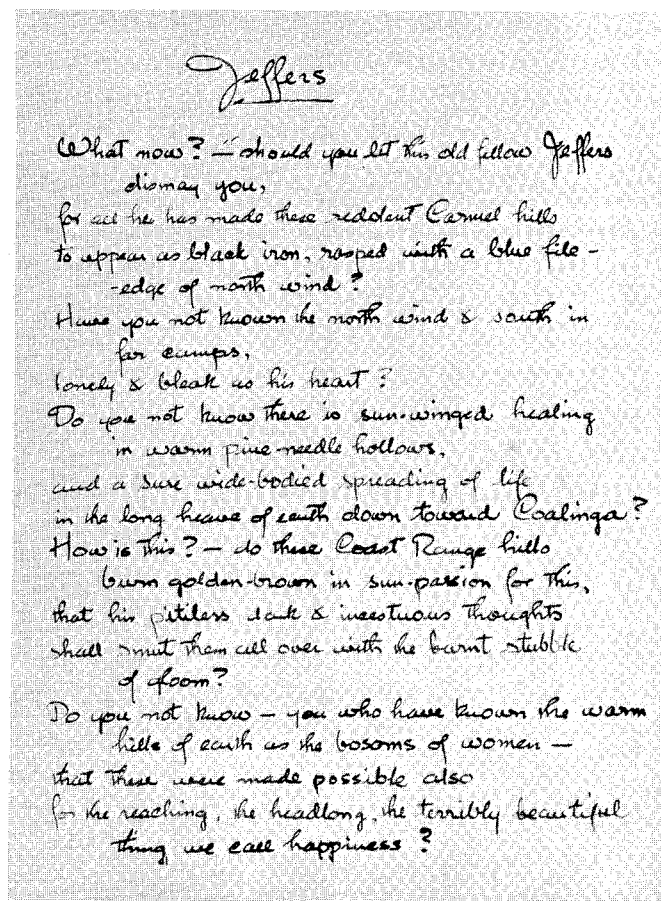 Jeffers
What now? — should you let this old fellow Jeffers
dismay you,
for all he has made these reddent Carmel hills
to appear as black iron, rasped with a blue file-
-edge of north wind?
Have you not known the north wind & south in
far camps,
lonely & bleak as his heart?
Do you not know there is sun-winged healing
in warm pine-needle hollows,
and a sure wide-bodied spreading of life
in the long heave of earth down toward Coalinga?
How is this? — do these Coast Range hills
burn golden-brown in sun-passion for this,
that his pitiless dark & incestuous thoughts
shall smut them all over with the burnt stubble
of doom?
Do you not know — you who have known the warm
hills of earth as the bosoms of women —
that these were made possible also
for the reaching, the headlong, the terribly beautiful
thing we call happiness?